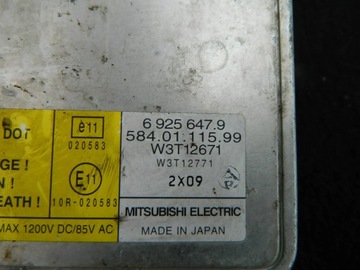 DOT
e11
020583
GE!
N!
EATH!
E11
10R-020583
MAX 1200V DC/85V AC
6 925 647.9
584.01.115.99
W3T12671
W3T12771
2X09
MITSUBISHI ELECTRIC
MADE IN JAPAN